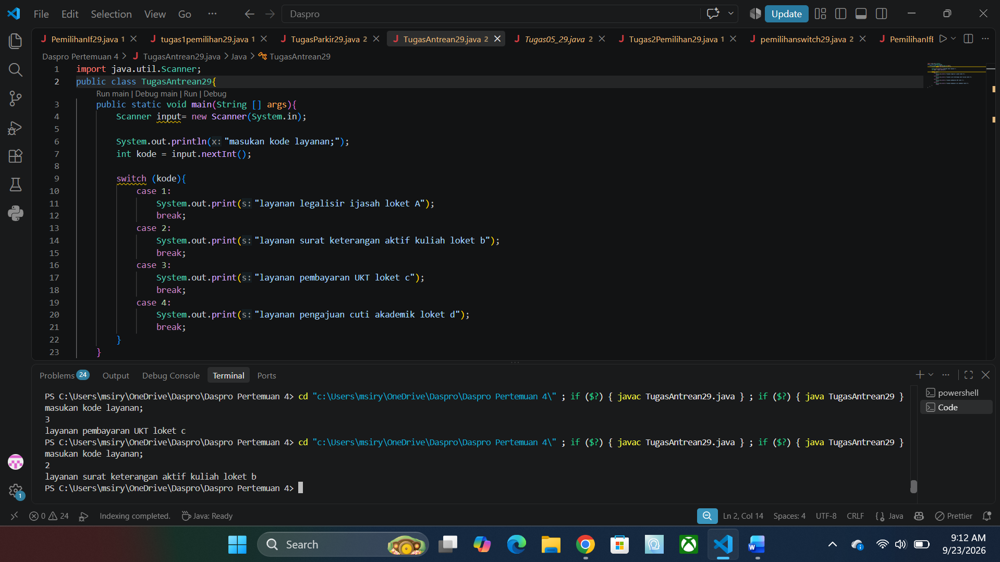 File Edit Selection View Go ··· Daspro Update
PemilihanIf29.java 1 tugas1pemilihan29.java 1 TugasParkir29.java 2 TugasAntrean29.java 2 Tugas05_29.java 2 Tugas2Pemilihan29.java 1 pemilihanswitch29.java 2 PemilihanIfE
Daspro Pertemuan 4 > TugasAntrean29.java > Java > TugasAntrean29
1 import java.util.Scanner;
2 public class TugasAntrean29{
Run main | Debug main | Run | Debug
3 public static void main(String [] args){
4 Scanner input= new Scanner(System.in);
5
6 System.out.println(x: "masukan kode layanan;");
7 int kode = input.nextInt();
8
9 switch (kode){
10 case 1:
11 System.out.print(s: "layanan legalisir ijasah loket A");
12 break;
13 case 2:
14 System.out.print(s: "layanan surat keterangan aktif kuliah loket b");
15 break;
16 case 3:
17 System.out.print(s: "layanan pembayaran UKT loket c");
18 break;
19 case 4:
20 System.out.print(s: "layanan pengajuan cuti akademik loket d");
21 break;
22 }
23 }
Problems 24 Output Debug Console Terminal Ports
PS C:\Users\msiry\OneDrive\Daspro\Daspro Pertemuan 4> cd "c:\Users\msiry\OneDrive\Daspro\Daspro Pertemuan 4\" ; if ($?) { javac TugasAntrean29.java } ; if ($?) { java TugasAntrean29 }
masukan kode layanan;
3
layanan pembayaran UKT loket c
PS C:\Users\msiry\OneDrive\Daspro\Daspro Pertemuan 4> cd "c:\Users\msiry\OneDrive\Daspro\Daspro Pertemuan 4\" ; if ($?) { javac TugasAntrean29.java } ; if ($?) { java TugasAntrean29 }
masukan kode layanan;
2
layanan surat keterangan aktif kuliah loket b
PS C:\Users\msiry\OneDrive\Daspro\Daspro Pertemuan 4>
powershell
Code
1
0 24 Indexing completed. Java: Ready Ln 2, Col 14 Spaces: 4 UTF-8 CRLF {} Java Prettier
Search
9:12 AM
9/23/2026